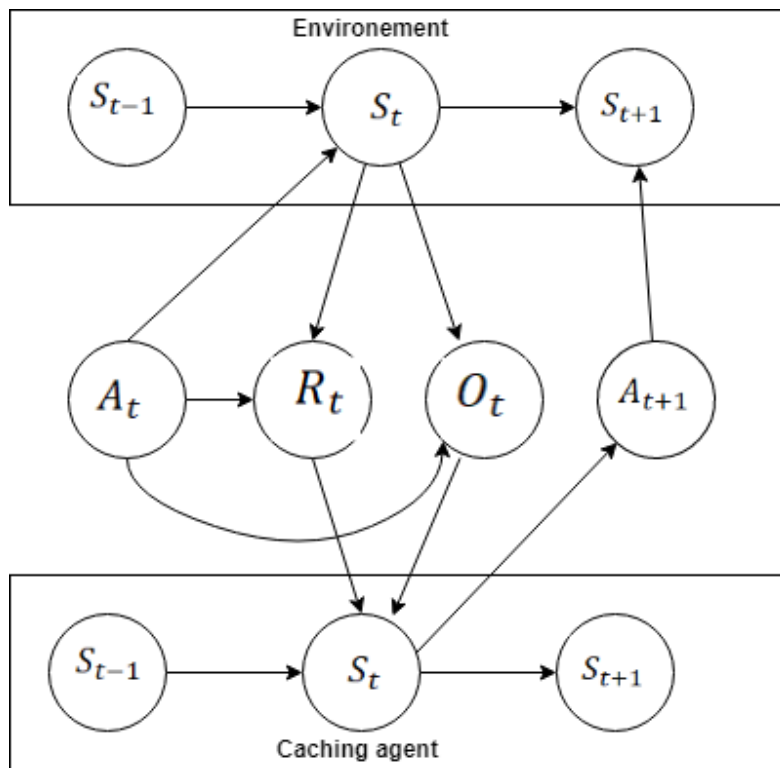 Environement
S_{t-1} S_t S_{t+1}
A_t R_t O_t A_{t+1}
S_{t-1} S_t S_{t+1}
Caching agent